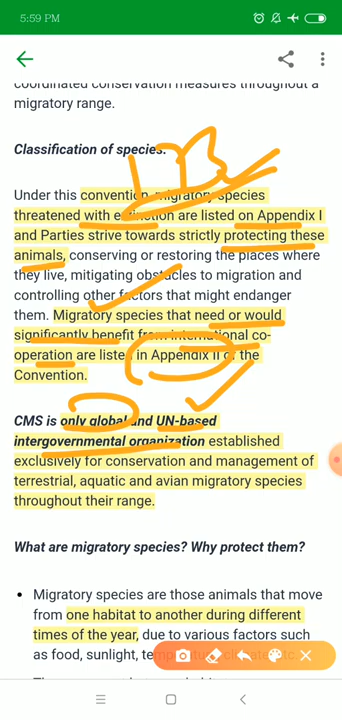 5:59 PM
coordinated conservation measures throughout a
migratory range.
Classification of species.
Under this convention, migratory species
threatened with extinction are listed on Appendix I
and Parties strive towards strictly protecting these
animals, conserving or restoring the places where
they live, mitigating obstacles to migration and
controlling other factors that might endanger
them. Migratory species that need or would
significantly benefit from international co-
operation are listed in Appendix II of the
Convention.
CMS is only global and UN-based
intergovernmental organization established
exclusively for conservation and management of
terrestrial, aquatic and avian migratory species
throughout their range.
What are migratory species? Why protect them?
• Migratory species are those animals that move
from one habitat to another during different
times of the year, due to various factors such
as food, sunlight,